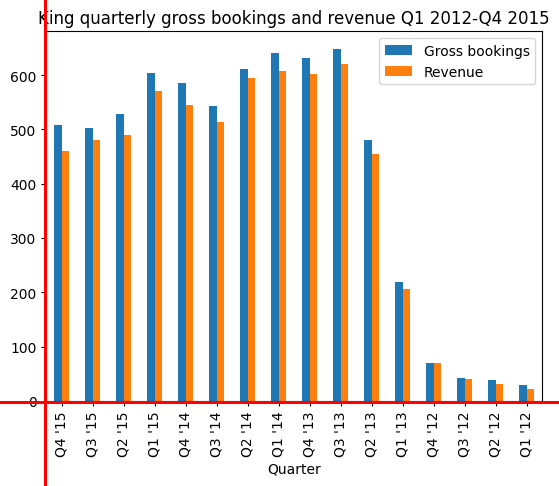 King quarterly gross bookings and revenue Q1 2012-Q4 2015
Gross bookings
Revenue
600
500
400
300
200
100
0
Q4 '15
Q3 '15
Q2 '15
Q1 '15
Q4 '14
Q3 '14
Q2 '14
Q1 '14
Q4 '13
Q3 '13
Q2 '13
Q1 '13
Q4 '12
Q3 '12
Q2 '12
Q1 '12
Quarter